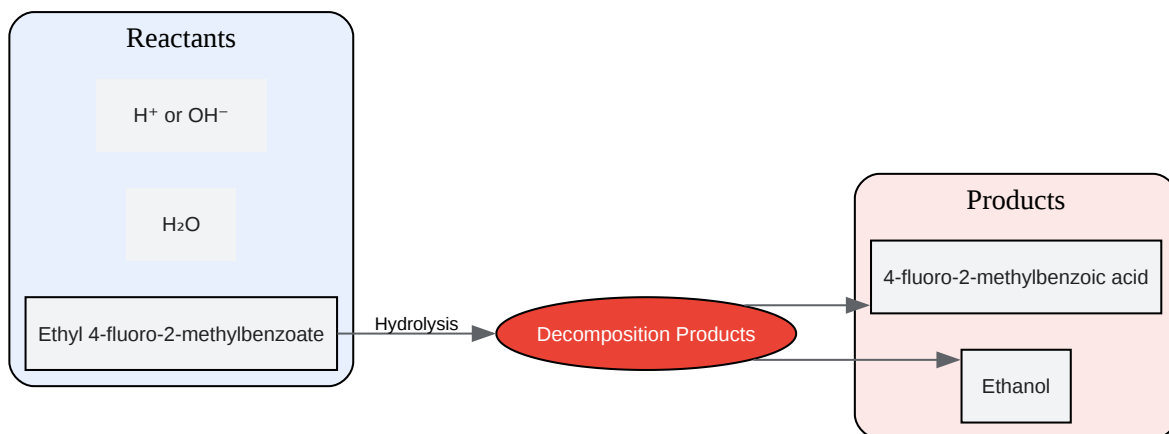 Reactants
H⁺ or OH⁻
H₂O
Ethyl 4-fluoro-2-methylbenzoate
Hydrolysis
Decomposition Products
Products
4-fluoro-2-methylbenzoic acid
Ethanol